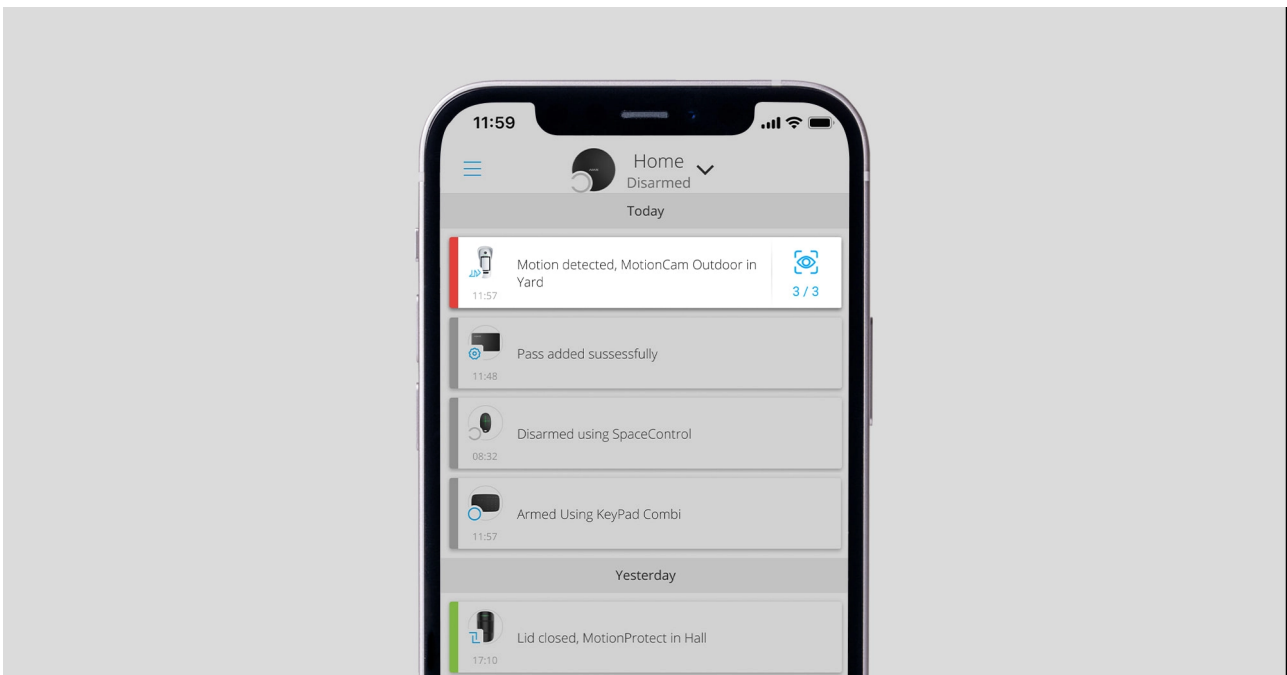 11:59
Home
Disarmed
Today
Motion detected, MotionCam Outdoor in
Yard
11:57
3 / 3
Pass added sussessfully
11:48
Disarmed using SpaceControl
08:32
Armed Using KeyPad Combi
11:57
Yesterday
Lid closed, MotionProtect in Hall
17:10